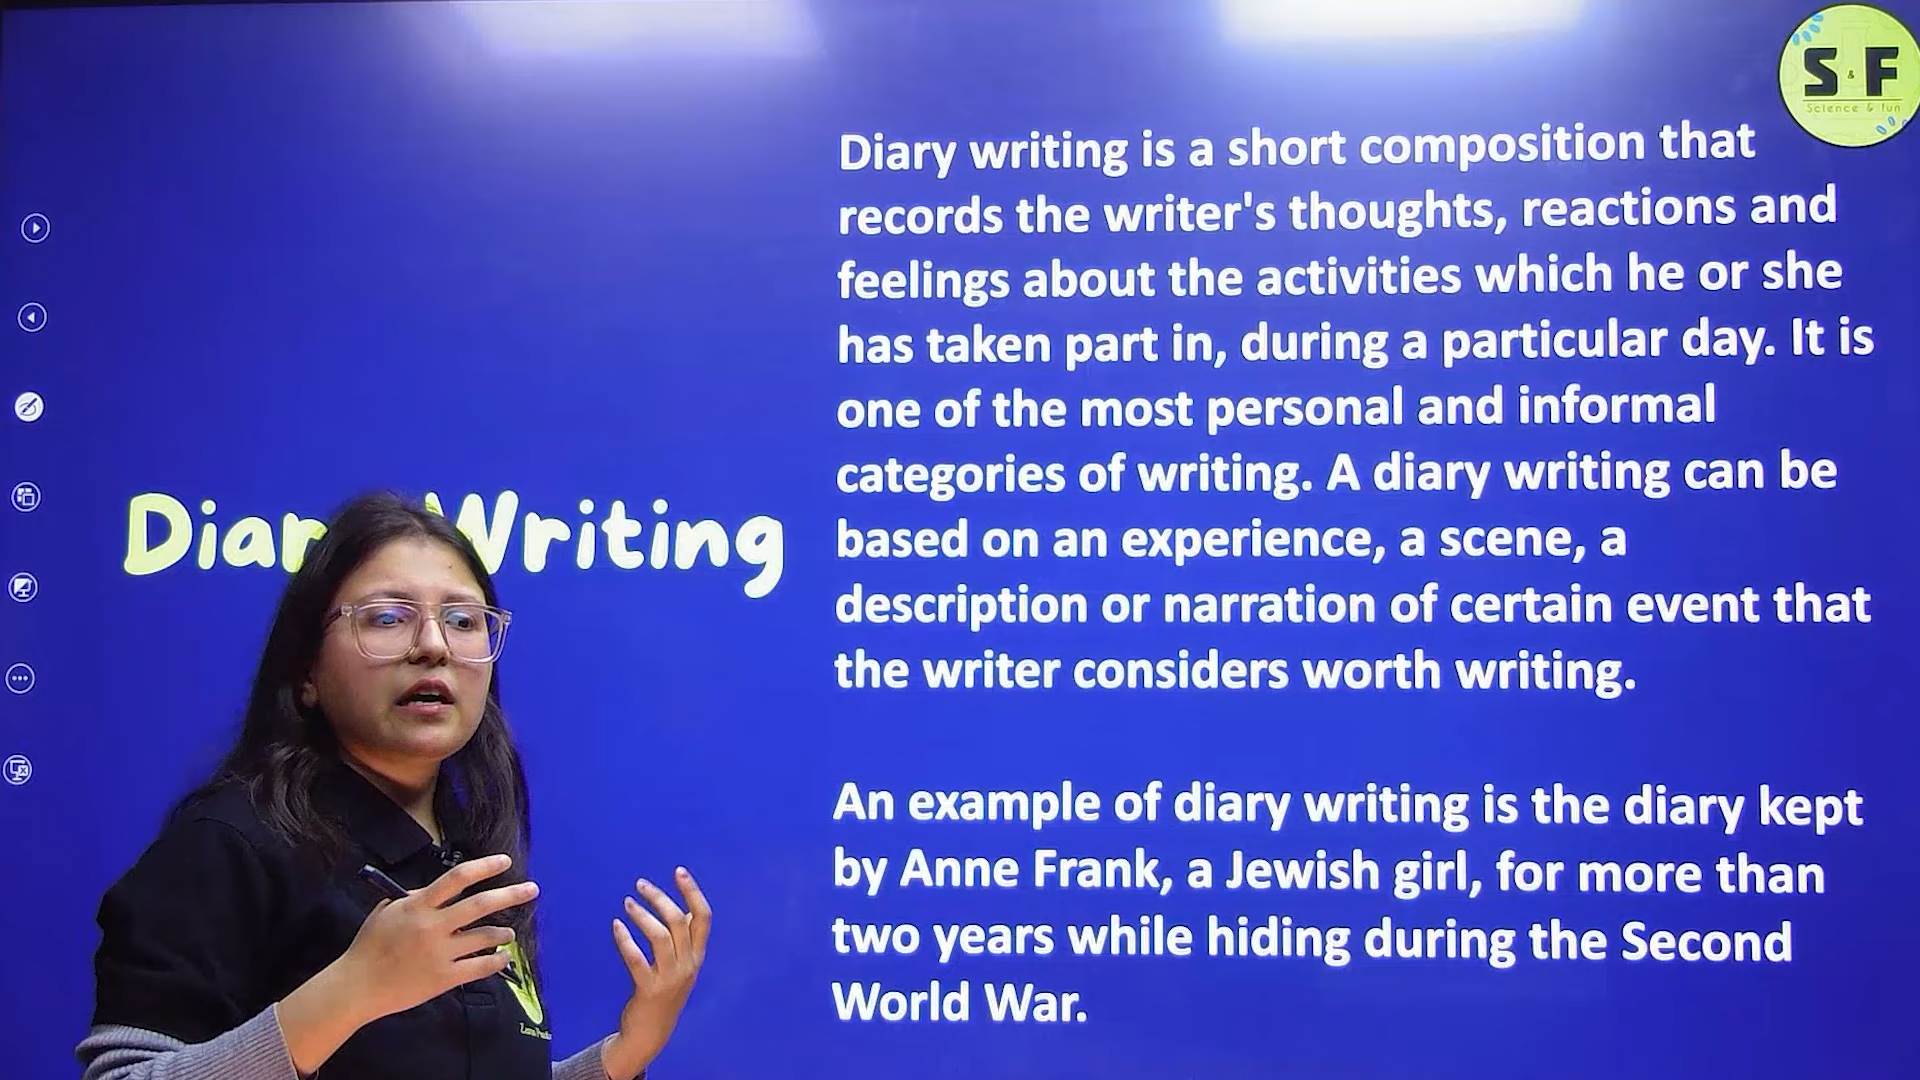 S & F
Science & fun
Diary writing is a short composition that
records the writer's thoughts, reactions and
feelings about the activities which he or she
has taken part in, during a particular day. It is
one of the most personal and informal
categories of writing. A diary writing can be
based on an experience, a scene, a
description or narration of certain event that
the writer considers worth writing.
Writing
An example of diary writing is the diary kept
by Anne Frank, a Jewish girl, for more than
two years while hiding during the Second
World War.